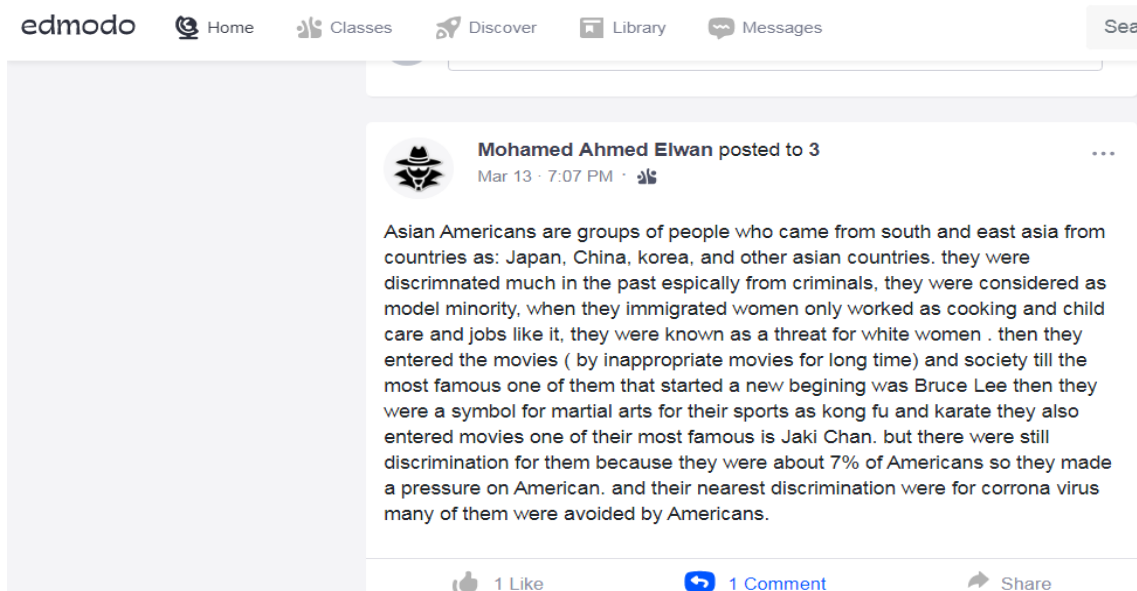 edmodo Home Classes Discover Library Messages Sea
Mohamed Ahmed Elwan posted to 3
Mar 13 · 7:07 PM ·
Asian Americans are groups of people who came from south and east asia from
countries as: Japan, China, korea, and other asian countries. they were
discrimnated much in the past espically from criminals, they were considered as
model minority, when they immigrated women only worked as cooking and child
care and jobs like it, they were known as a threat for white women . then they
entered the movies ( by inappropriate movies for long time) and society till the
most famous one of them that started a new begining was Bruce Lee then they
were a symbol for martial arts for their sports as kong fu and karate they also
entered movies one of their most famous is Jaki Chan. but there were still
discrimination for them because they were about 7% of Americans so they made
a pressure on American. and their nearest discrimination were for corrona virus
many of them were avoided by Americans.
1 Like 1 Comment Share